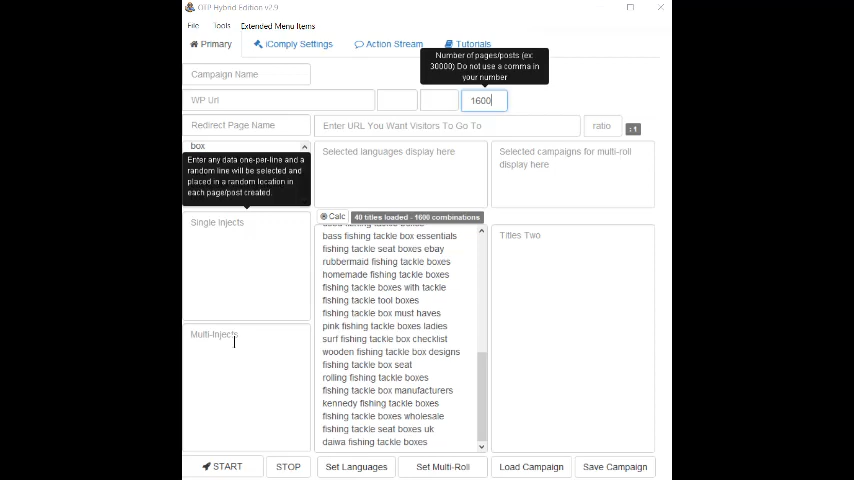 OTP Hybrid Edition v2.9
File Tools Extended Menu Items
Primary iComply Settings Action Stream Tutorials
Number of pages/posts (ex:
30000) Do not use a comma in
your number
Campaign Name
WP Url
1600
Redirect Page Name
Enter URL You Want Visitors To Go To
ratio
: 1
box
Enter any data one-per-line and a
random line will be selected and
placed in a random location in
each page/post created.
Selected languages display here
Selected campaigns for multi-roll
display here
Calc
40 titles loaded - 1600 combinations
Single Injects
Multi-Injects
bass fishing tackle box essentials
fishing tackle seat boxes ebay
rubbermaid fishing tackle boxes
homemade fishing tackle boxes
fishing tackle boxes with tackle
fishing tackle tool boxes
fishing tackle box must haves
pink fishing tackle boxes ladies
surf fishing tackle box checklist
wooden fishing tackle box designs
fishing tackle box seat
rolling fishing tackle boxes
fishing tackle box manufacturers
kennedy fishing tackle boxes
fishing tackle boxes wholesale
fishing tackle seat boxes uk
daiwa fishing tackle boxes
Titles Two
START STOP Set Languages Set Multi-Roll Load Campaign Save Campaign